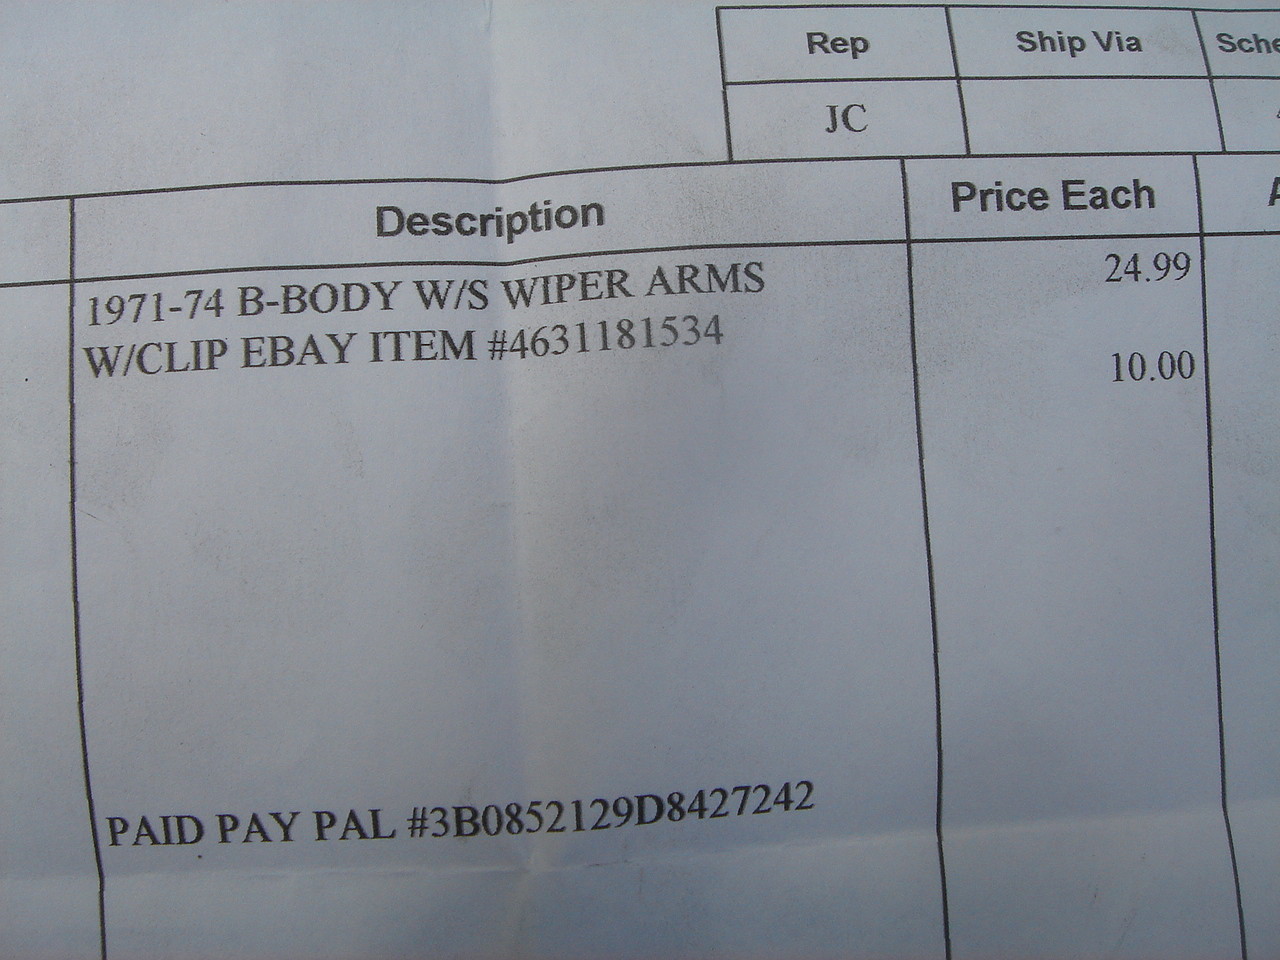 Rep Ship Via
JC
Description Price Each
1971-74 B-BODY W/S WIPER ARMS 24.99
W/CLIP EBAY ITEM #4631181534
10.00
PAID PAY PAL #3B0852129D8427242